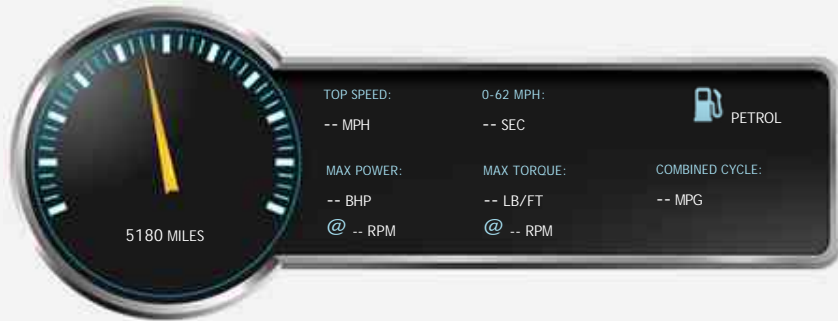 TOP SPEED:
-- MPH
0-62 MPH:
-- SEC
PETROL
MAX POWER:
-- BHP
@ -- RPM
MAX TORQUE:
-- LB/FT
@ -- RPM
COMBINED CYCLE:
-- MPG
5180 MILES